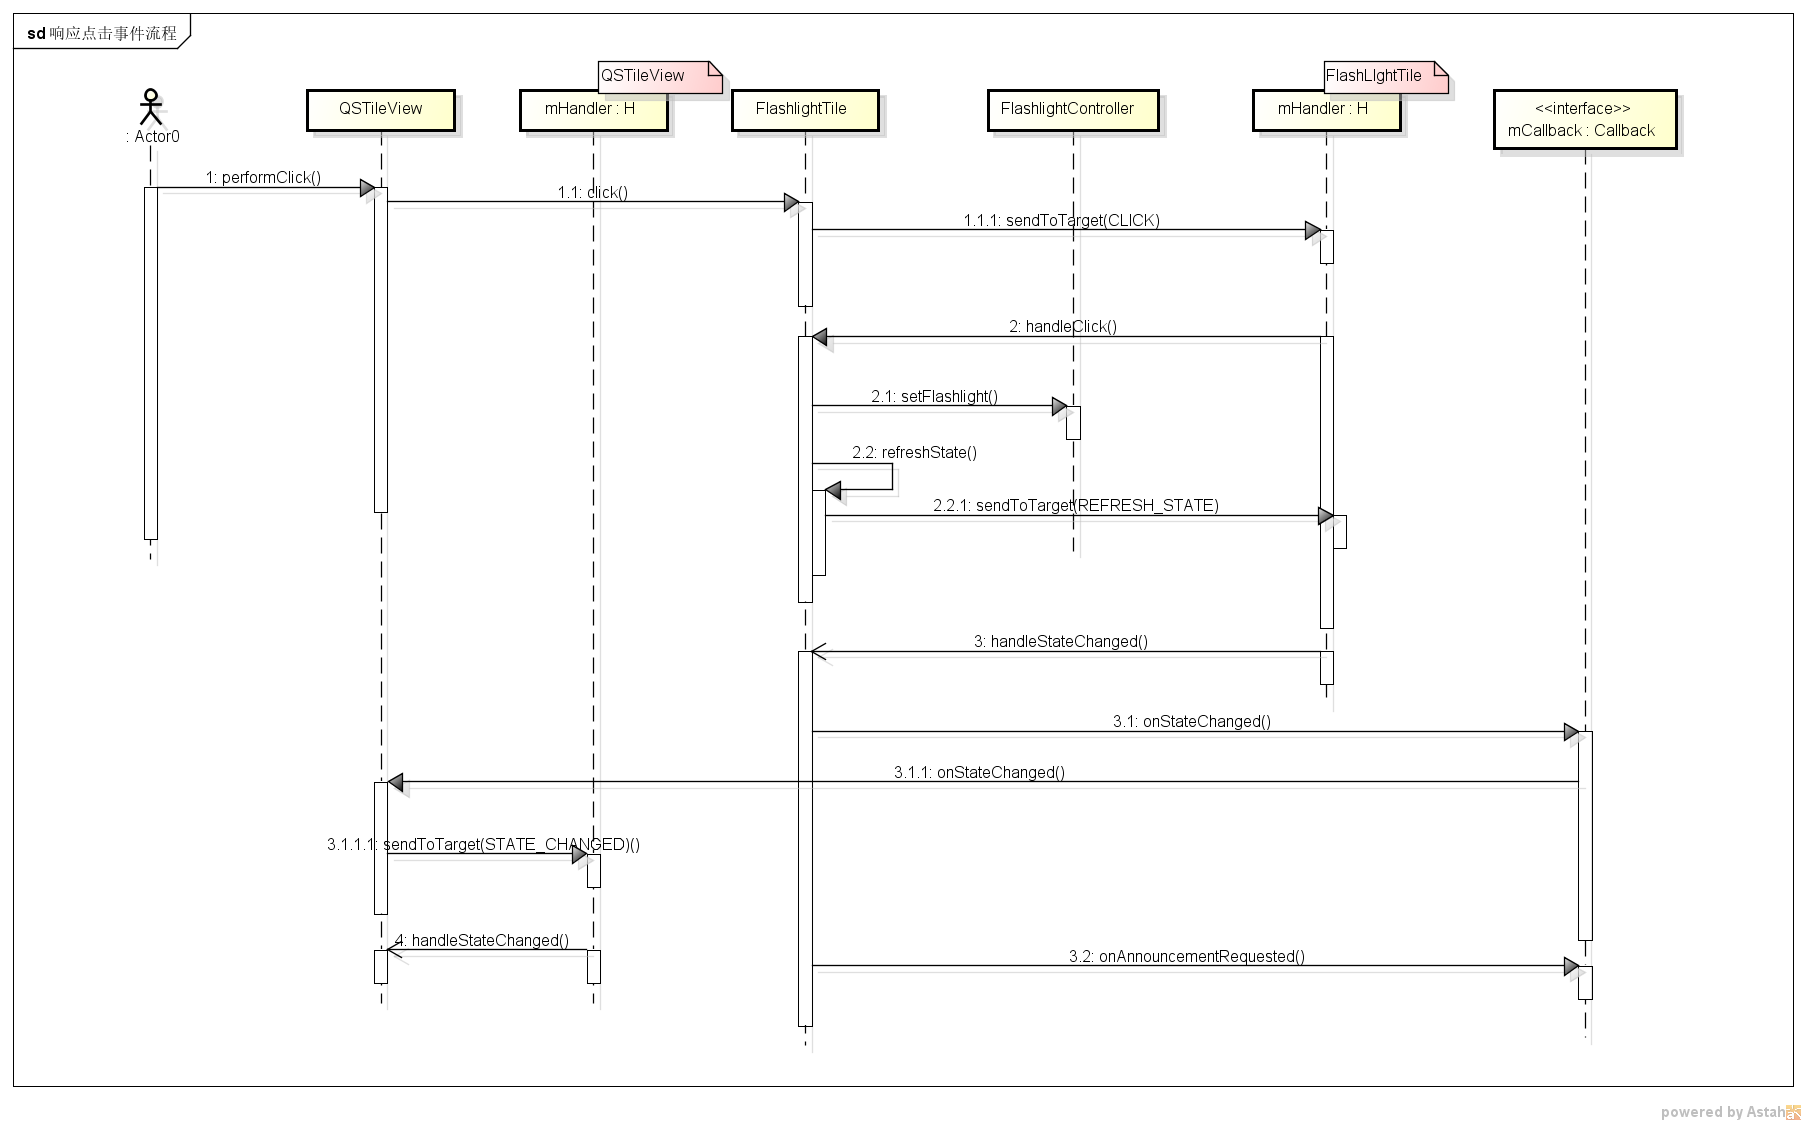 sd 响应点击事件流程
QSTileView
FlashLIghtTile
: Actor0
QSTileView
mHandler : H
FlashlightTile
FlashlightController
mHandler : H
<<interface>>
mCallback : Callback
1: performClick()
1.1: click()
1.1.1: sendToTarget(CLICK)
2: handleClick()
2.1: setFlashlight()
2.2: refreshState()
2.2.1: sendToTarget(REFRESH_STATE)
3: handleStateChanged()
3.1: onStateChanged()
3.1.1: onStateChanged()
3.1.1.1: sendToTarget(STATE_CHANGED)()
4: handleStateChanged()
3.2: onAnnouncementRequested()
powered by Astah